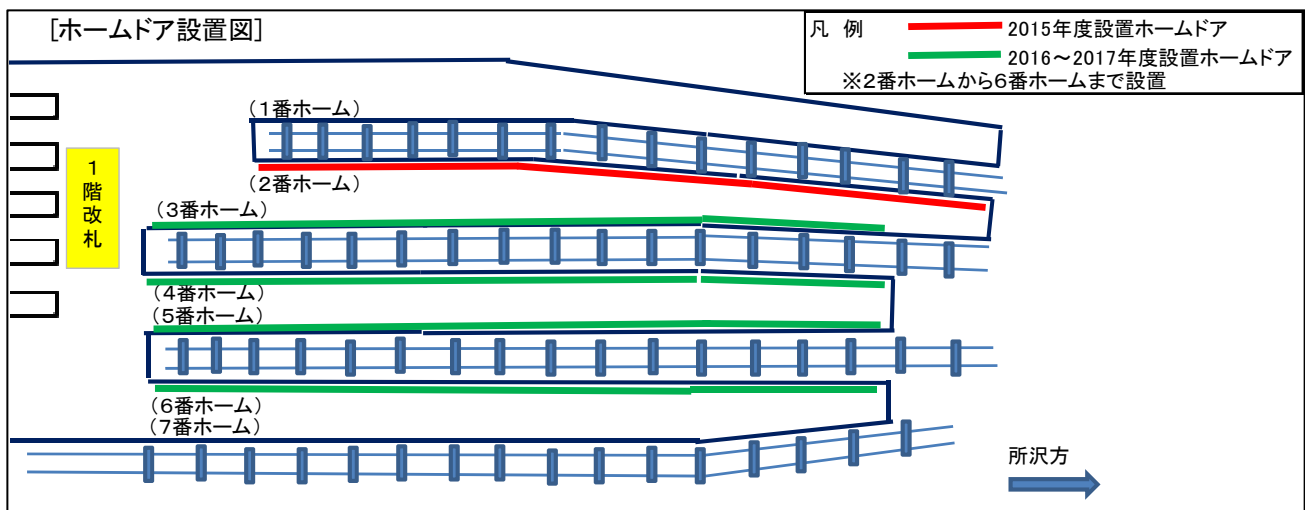 [ホームドア設置図]
凡 例
2015年度設置ホームドア
2016～2017年度設置ホームドア
※2番ホームから6番ホームまで設置
(1番ホーム)
(2番ホーム)
1階改札
(3番ホーム)
(4番ホーム)
(5番ホーム)
(6番ホーム)
(7番ホーム)
所沢方